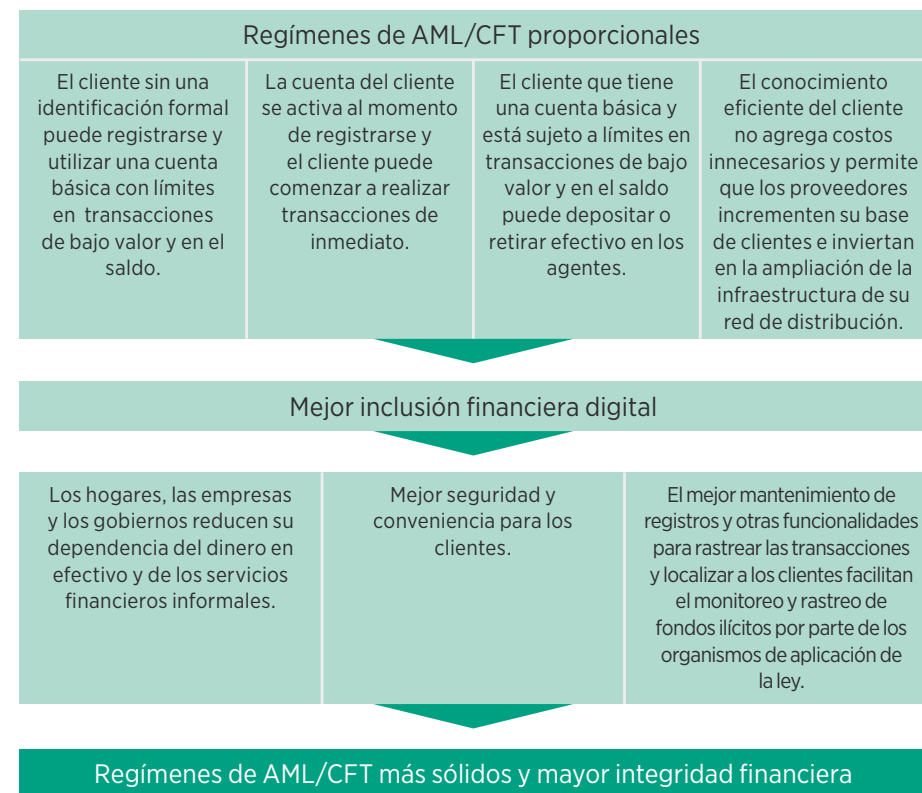 Regímenes de AML/CFT proporcionales
El cliente sin una
identificación formal
puede registrarse y
utilizar una cuenta
básica con límites
en transacciones
de bajo valor y en el
saldo.
La cuenta del cliente
se activa al momento
de registrarse y
el cliente puede
comenzar a realizar
transacciones de
inmediato.
El cliente que tiene
una cuenta básica y
está sujeto a límites en
transacciones de bajo
valor y en el saldo
puede depositar o
retirar efectivo en los
agentes.
El conocimiento
eficiente del cliente
no agrega costos
innecesarios y permite
que los proveedores
incrementen su base
de clientes e inviertan
en la ampliación de la
infraestructura de su
red de distribución.
Mejor inclusión financiera digital
Los hogares, las empresas
y los gobiernos reducen su
dependencia del dinero en
efectivo y de los servicios
financieros informales.
Mejor seguridad y
conveniencia para los
clientes.
El mejor mantenimiento de
registros y otras funcionalidades
para rastrear las transacciones
y localizar a los clientes facilitan
el monitoreo y rastreo de
fondos ilícitos por parte de los
organismos de aplicación de
la ley.
Regímenes de AML/CFT más sólidos y mayor integridad financiera